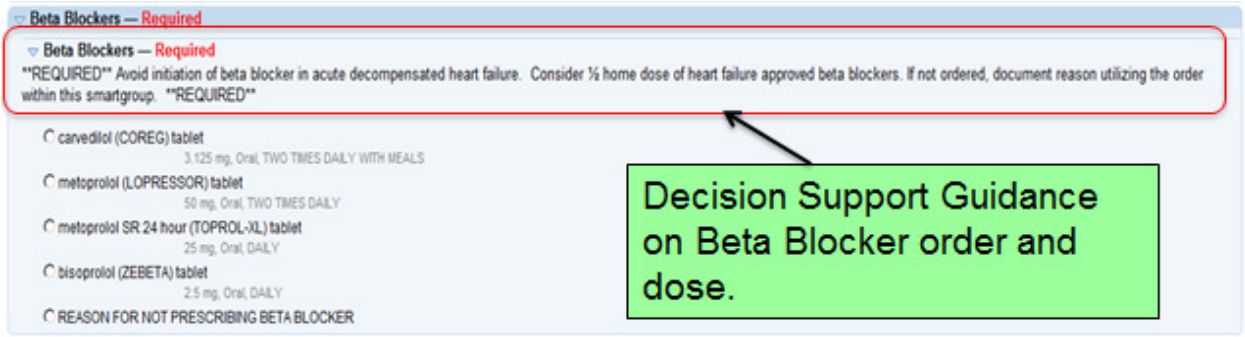 Beta Blockers — Required
Beta Blockers — Required
**REQUIRED** Avoid initiation of beta blocker in acute decompensated heart failure.  Consider ½ home dose of heart failure approved beta blockers. If not ordered, document reason utilizing the order
within this smartgroup.  **REQUIRED**
carvedilol (COREG) tablet
3.125 mg, Oral, TWO TIMES DAILY WITH MEALS
metoprolol (LOPRESSOR) tablet
50 mg, Oral, TWO TIMES DAILY
metoprolol SR 24 hour (TOPROL-XL) tablet
25 mg, Oral, DAILY
bisoprolol (ZEBETA) tablet
2.5 mg, Oral, DAILY
REASON FOR NOT PRESCRIBING BETA BLOCKER
Decision Support Guidance
on Beta Blocker order and
dose.